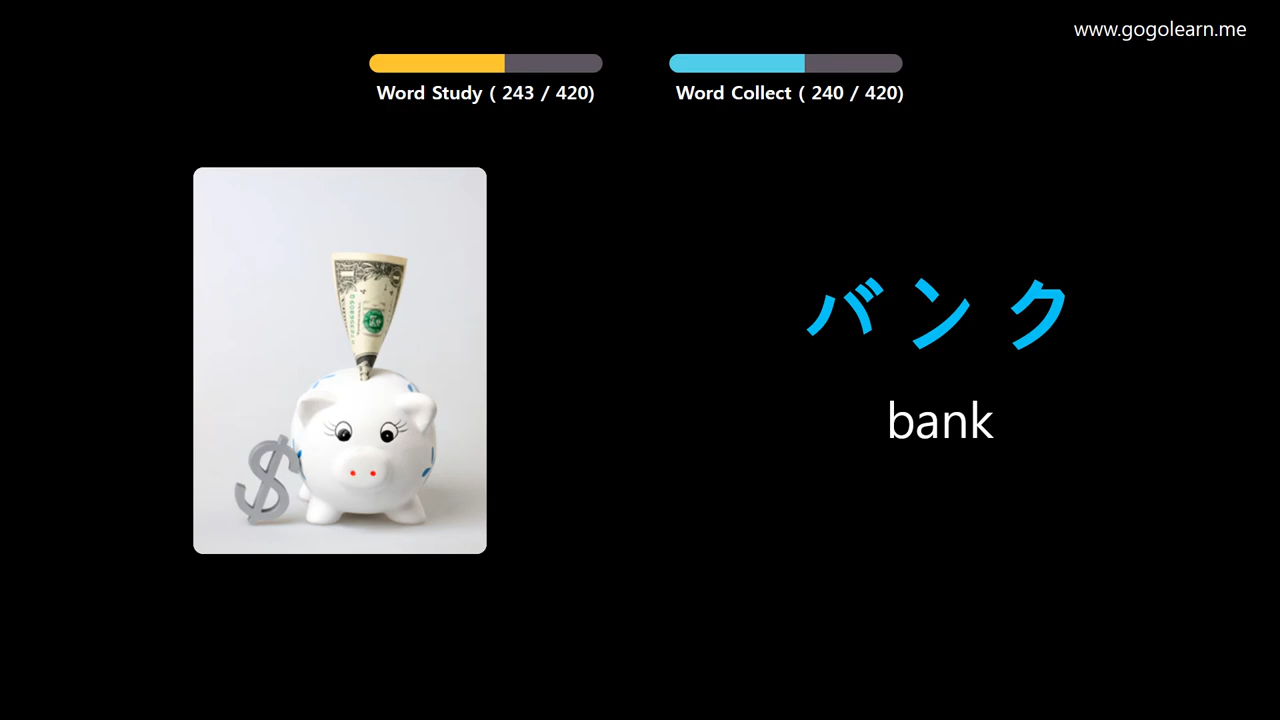 www.gogolearn.me
Word Study ( 243 / 420)
Word Collect ( 240 / 420)
バンク
bank
$